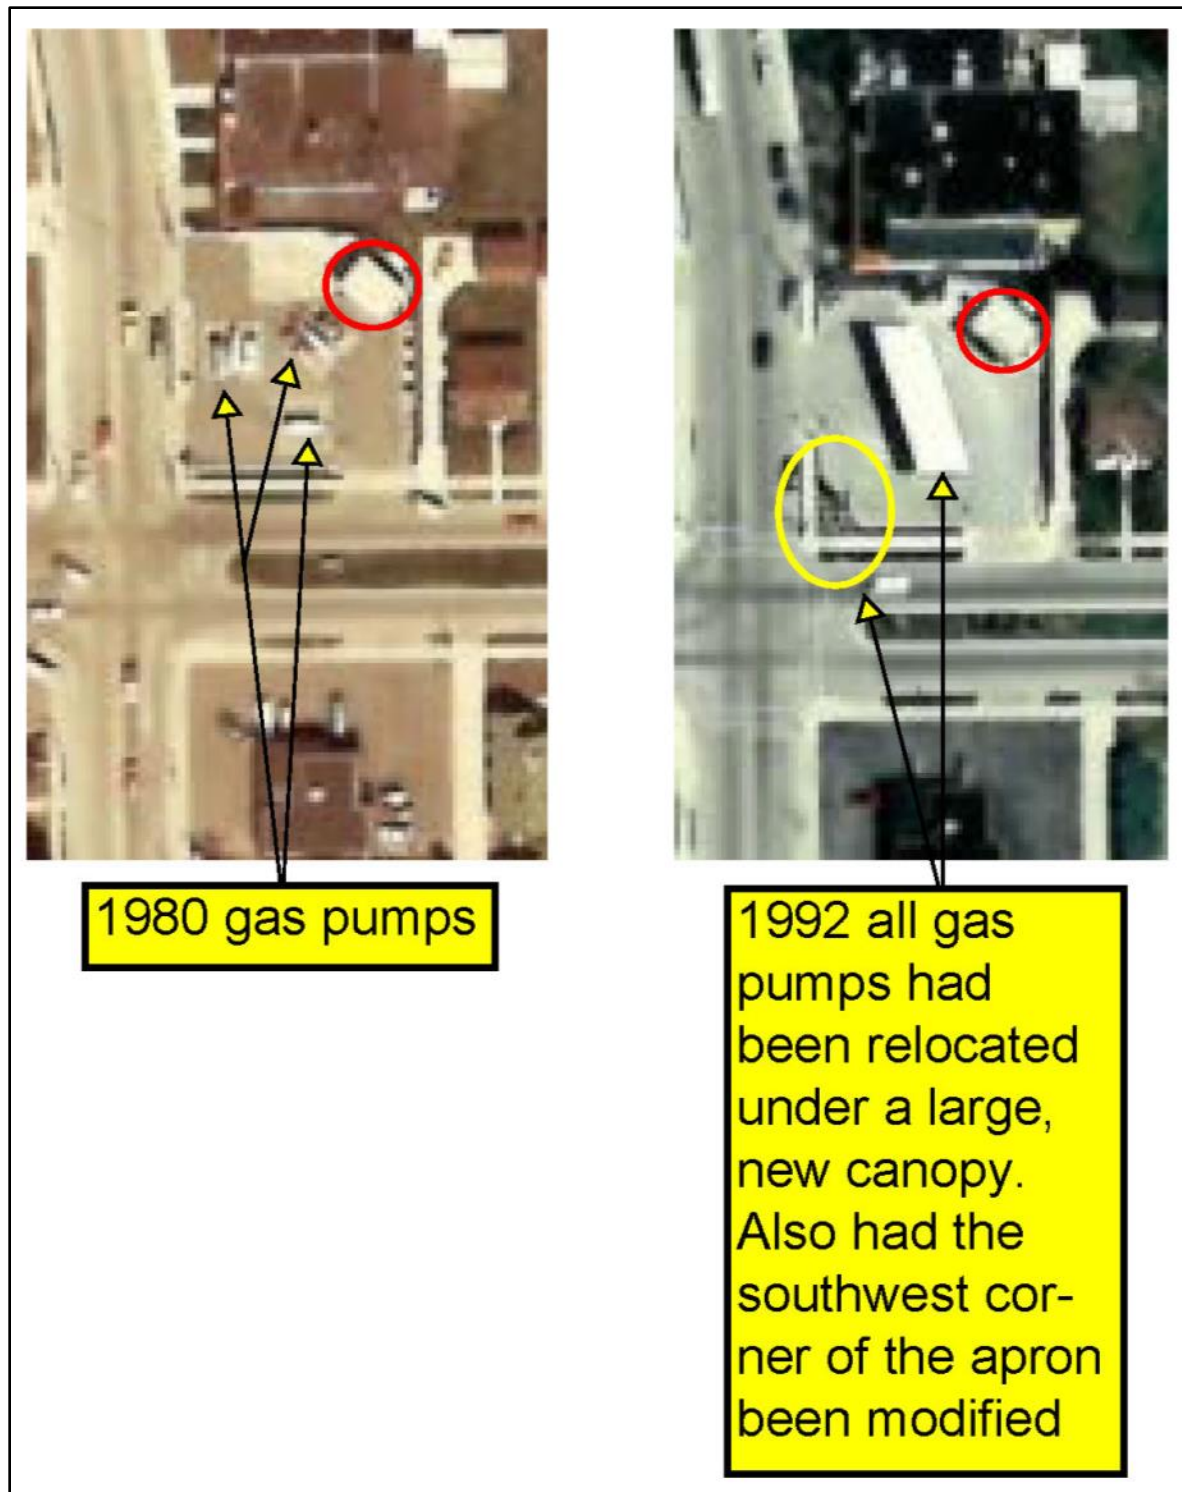 1980 gas pumps
1992 all gas
pumps had
been relocated
under a large,
new canopy.
Also had the
southwest cor-
ner of the apron
been modified